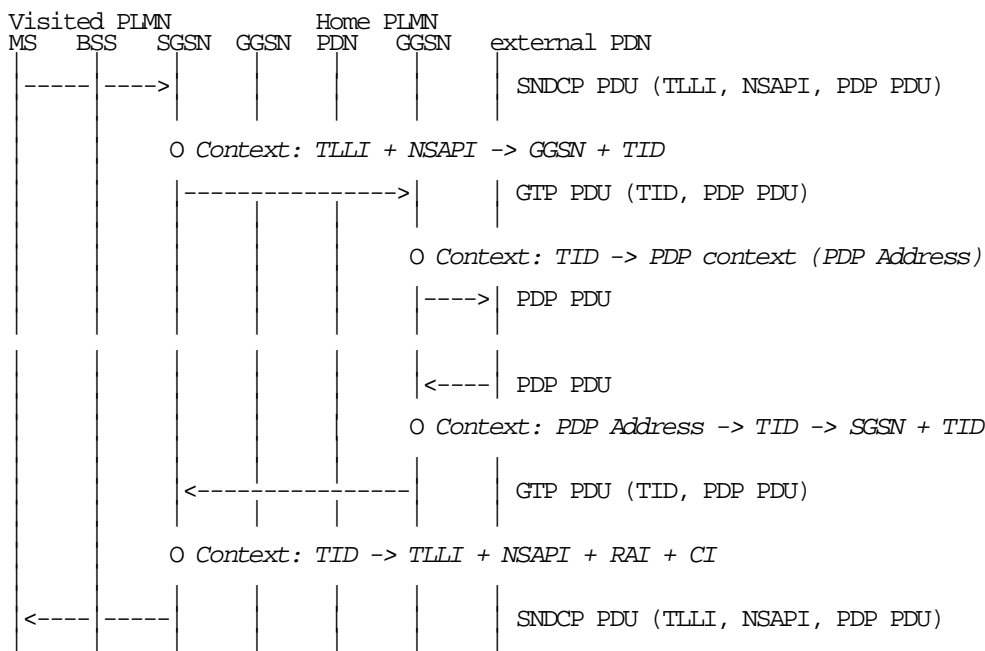 Visited PLMN Home PLMN
MS BSS SGSN GGSN PDN GGSN external PDN
SNDCP PDU (TLLI, NSAPI, PDP PDU)
O Context: TLLI + NSAPI -> GGSN + TID
GTP PDU (TID, PDP PDU)
O Context: TID -> PDP context (PDP Address)
PDP PDU
PDP PDU
O Context: PDP Address -> TID -> SGSN + TID
GTP PDU (TID, PDP PDU)
O Context: TID -> TLLI + NSAPI + RAI + CI
SNDCP PDU (TLLI, NSAPI, PDP PDU)